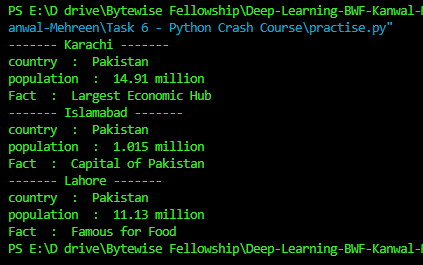 PS E:\D drive\Bytewise Fellowship\Deep-Learning-BWF-Kanwal-
anwal-Mehreen\Task 6 - Python Crash Course\practise.py"
------- Karachi -------
country  :  Pakistan
population  :  14.91 million
Fact  :  Largest Economic Hub
------- Islamabad -------
country  :  Pakistan
population  :  1.015 million
Fact  :  Capital of Pakistan
------- Lahore -------
country  :  Pakistan
population  :  11.13 million
Fact  :  Famous for Food
PS E:\D drive\Bytewise Fellowship\Deep-Learning-BWF-Kanwal-